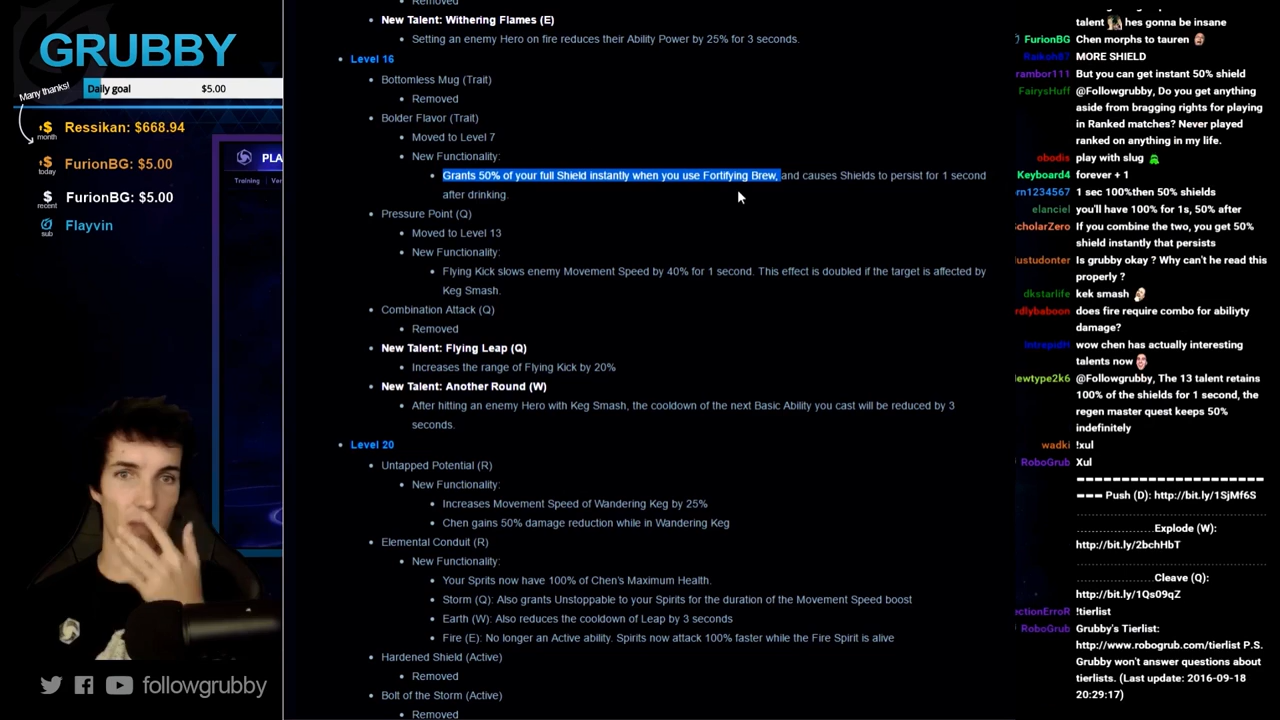 GRUBBY
Many thanks!
Daily goal
$5.00
$
month
Ressikan: $668.94
$
today
FurionBG: $5.00
$
recent
FurionBG: $5.00
sub
Flayvin
PLA
Training
Ver
followgrubby
Removed
New Talent: Withering Flames (E)
Setting an enemy Hero on fire reduces their Ability Power by 25% for 3 seconds.
Level 16
Bottomless Mug (Trait)
Removed
Bolder Flavor (Trait)
Moved to Level 7
New Functionality:
Grants 50% of your full Shield instantly when you use Fortifying Brew, and causes Shields to persist for 1 second
after drinking.
Pressure Point (Q)
Moved to Level 13
New Functionality:
Flying Kick slows enemy Movement Speed by 40% for 1 second. This effect is doubled if the target is affected by
Keg Smash.
Combination Attack (Q)
Removed
New Talent: Flying Leap (Q)
Increases the range of Flying Kick by 20%
New Talent: Another Round (W)
After hitting an enemy Hero with Keg Smash, the cooldown of the next Basic Ability you cast will be reduced by 3
seconds.
Level 20
Untapped Potential (R)
New Functionality:
Increases Movement Speed of Wandering Keg by 25%
Chen gains 50% damage reduction while in Wandering Keg
Elemental Conduit (R)
New Functionality:
Your Sprits now have 100% of Chen's Maximum Health.
Storm (Q): Also grants Unstoppable to your Spirits for the duration of the Movement Speed boost
Earth (W): Also reduces the cooldown of Leap by 3 seconds
Fire (E): No longer an Active ability. Spirits now attack 100% faster while the Fire Spirit is alive
Hardened Shield (Active)
Removed
Bolt of the Storm (Active)
Removed
talent hes gonna be insane
FurionBG Chen morphs to tauren
MORE SHIELD
rambor111 But you can get instant 50% shield
FairysHuff @Followgrubby, Do you get anything
aside from bragging rights for playing
in Ranked matches? Never played
ranked on anything in my life.
obodis play with slug
Keyboard4 forever + 1
rn1234567 1 sec 100%then 50% shields
elanciel you'll have 100% for 1s, 50% after
ScholarZero If you combine the two, you get 50%
shield instantly that persists
lustudonter Is grubby okay ? Why can't he read this
properly ?
dkstarlife kek smash
rdlybaboon does fire require combo for abiliyty
damage?
wow chen has actually interesting
talents now
lewtype2k6 @Followgrubby, The 13 talent retains
100% of the shields for 1 second, the
regen master quest keeps 50%
indefinitely
wadki !xul
RoboGrub Xul
Push (D): http://bit.ly/1SjMf6S
Explode (W):
http://bit.ly/2bchHbT
Cleave (Q):
http://bit.ly/1Qs09qZ
ectionErroR !tierlist
RoboGrub Grubby's Tierlist:
http://www.robogrub.com/tierlist P.S.
Grubby won't answer questions about
tierlists. (Last update: 2016-09-18
20:29:17)